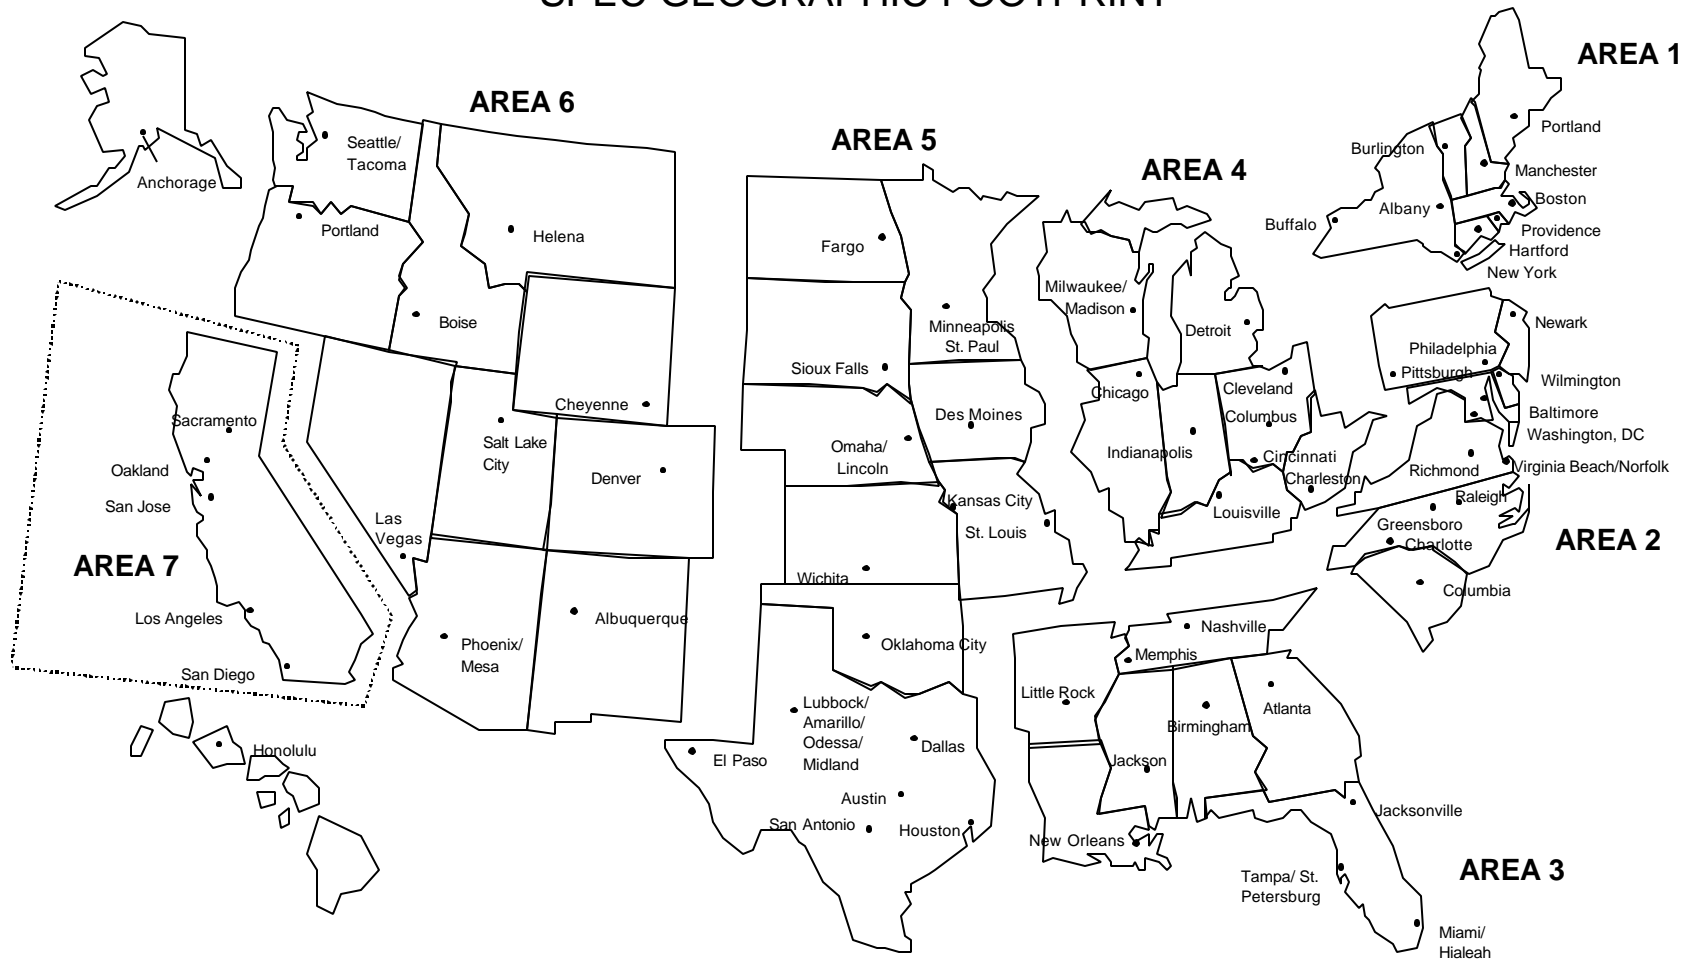 SPEC GEOGRAPHIC FOOTPRINT
AREA 1
AREA 6
AREA 5
AREA 4
Portland
Seattle/
Tacoma
Burlington
Manchester
Anchorage
Boston
Albany
Buffalo
Portland
Providence
Helena
Fargo
Hartford
New York
Milwaukee/
Madison
Boise
Minneapolis
St. Paul
Detroit
Newark
Philadelphia
Sioux Falls
Pittsburgh
Wilmington
Chicago
Cleveland
Cheyenne
Sacramento
Des Moines
Columbus
Baltimore
Salt Lake
City
Omaha/
Lincoln
Washington, DC
Indianapolis
Cincinnati
Oakland
Denver
Charleston
Richmond
Virginia Beach/Norfolk
San Jose
Kansas City
Raleigh
Las
Vegas
St. Louis
Louisville
Greensboro
Charlotte
AREA 2
AREA 7
Wichita
Columbia
Los Angeles
Albuquerque
Phoenix/
Mesa
Oklahoma City
Nashville
Memphis
San Diego
Little Rock
Lubbock/
Amarillo/
Odessa/
Midland
Atlanta
Birmingham
Honolulu
El Paso
Dallas
Jackson
Austin
Jacksonville
San Antonio
Houston
New Orleans
AREA 3
Tampa/ St.
Petersburg
Miami/
Hialeah